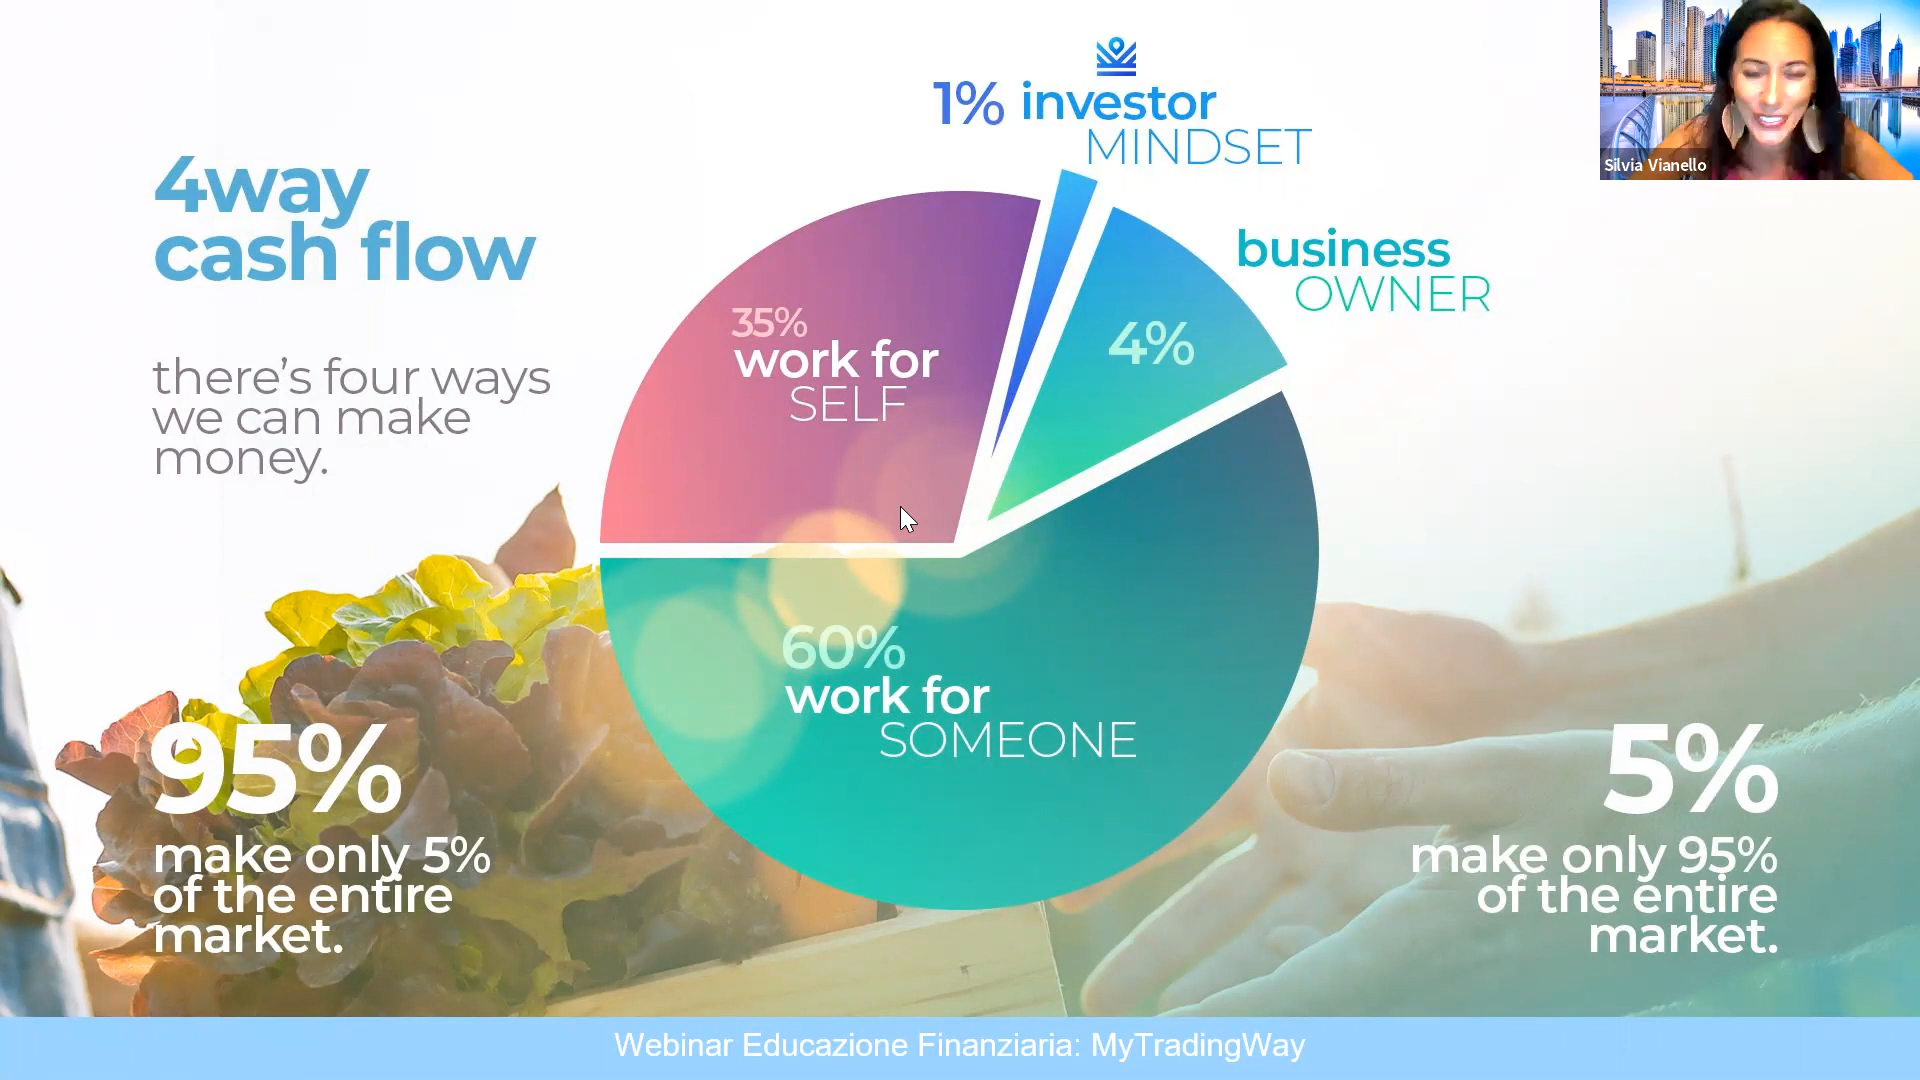 4way
cash flow
there's four ways
we can make
money.
1% investor
MINDSET
business
OWNER
4%
35%
work for
SELF
60%
work for
SOMEONE
95%
make only 5%
of the entire
market.
5%
make only 95%
of the entire
market.
Silvia Vianello
Webinar Educazione Finanziaria: MyTradingWay